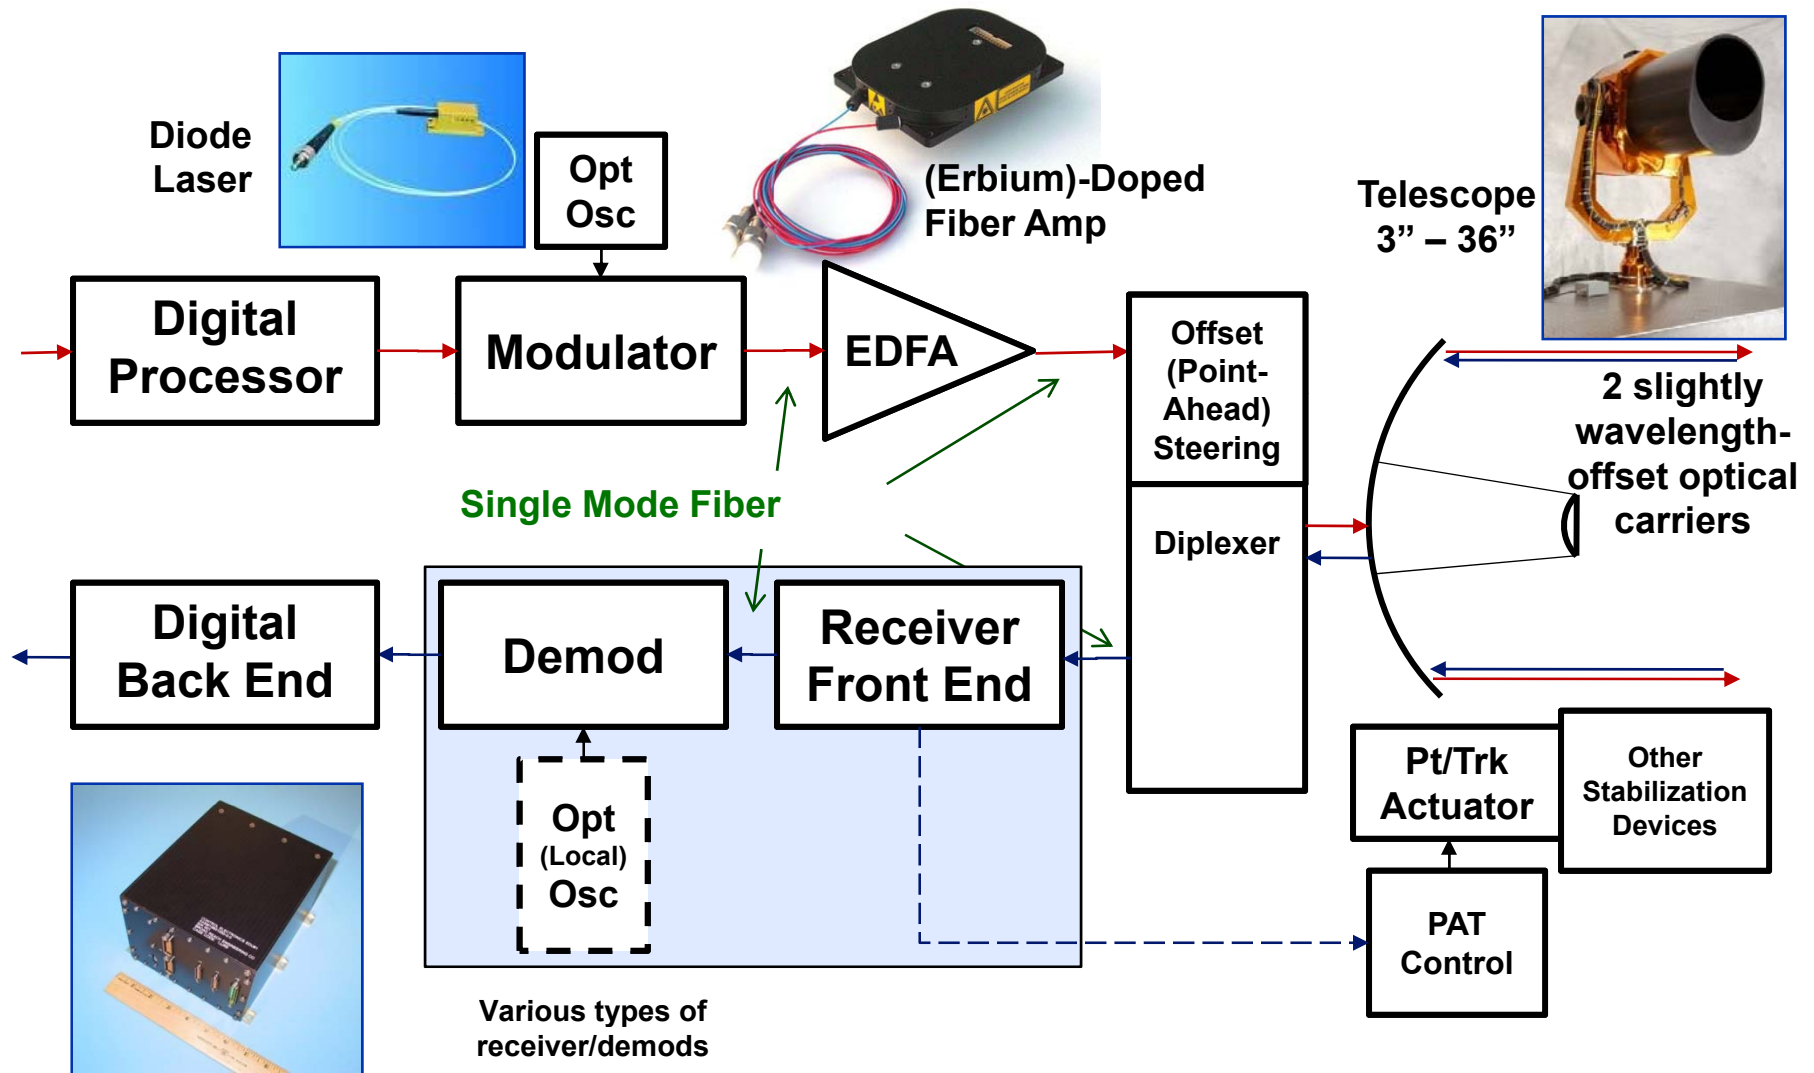 Diode
Laser
Opt
Osc
(Erbium)-Doped
Fiber Amp
Telescope
3” – 36”
Digital
Processor
Modulator
EDFA
Offset
(Point-
Ahead)
Steering
2 slightly
wavelength-
offset optical
carriers
Single Mode Fiber
Diplexer
Digital
Back End
Demod
Receiver
Front End
Opt
(Local)
Osc
Pt/Trk
Actuator
Other
Stabilization
Devices
PAT
Control
Various types of
receiver/demods